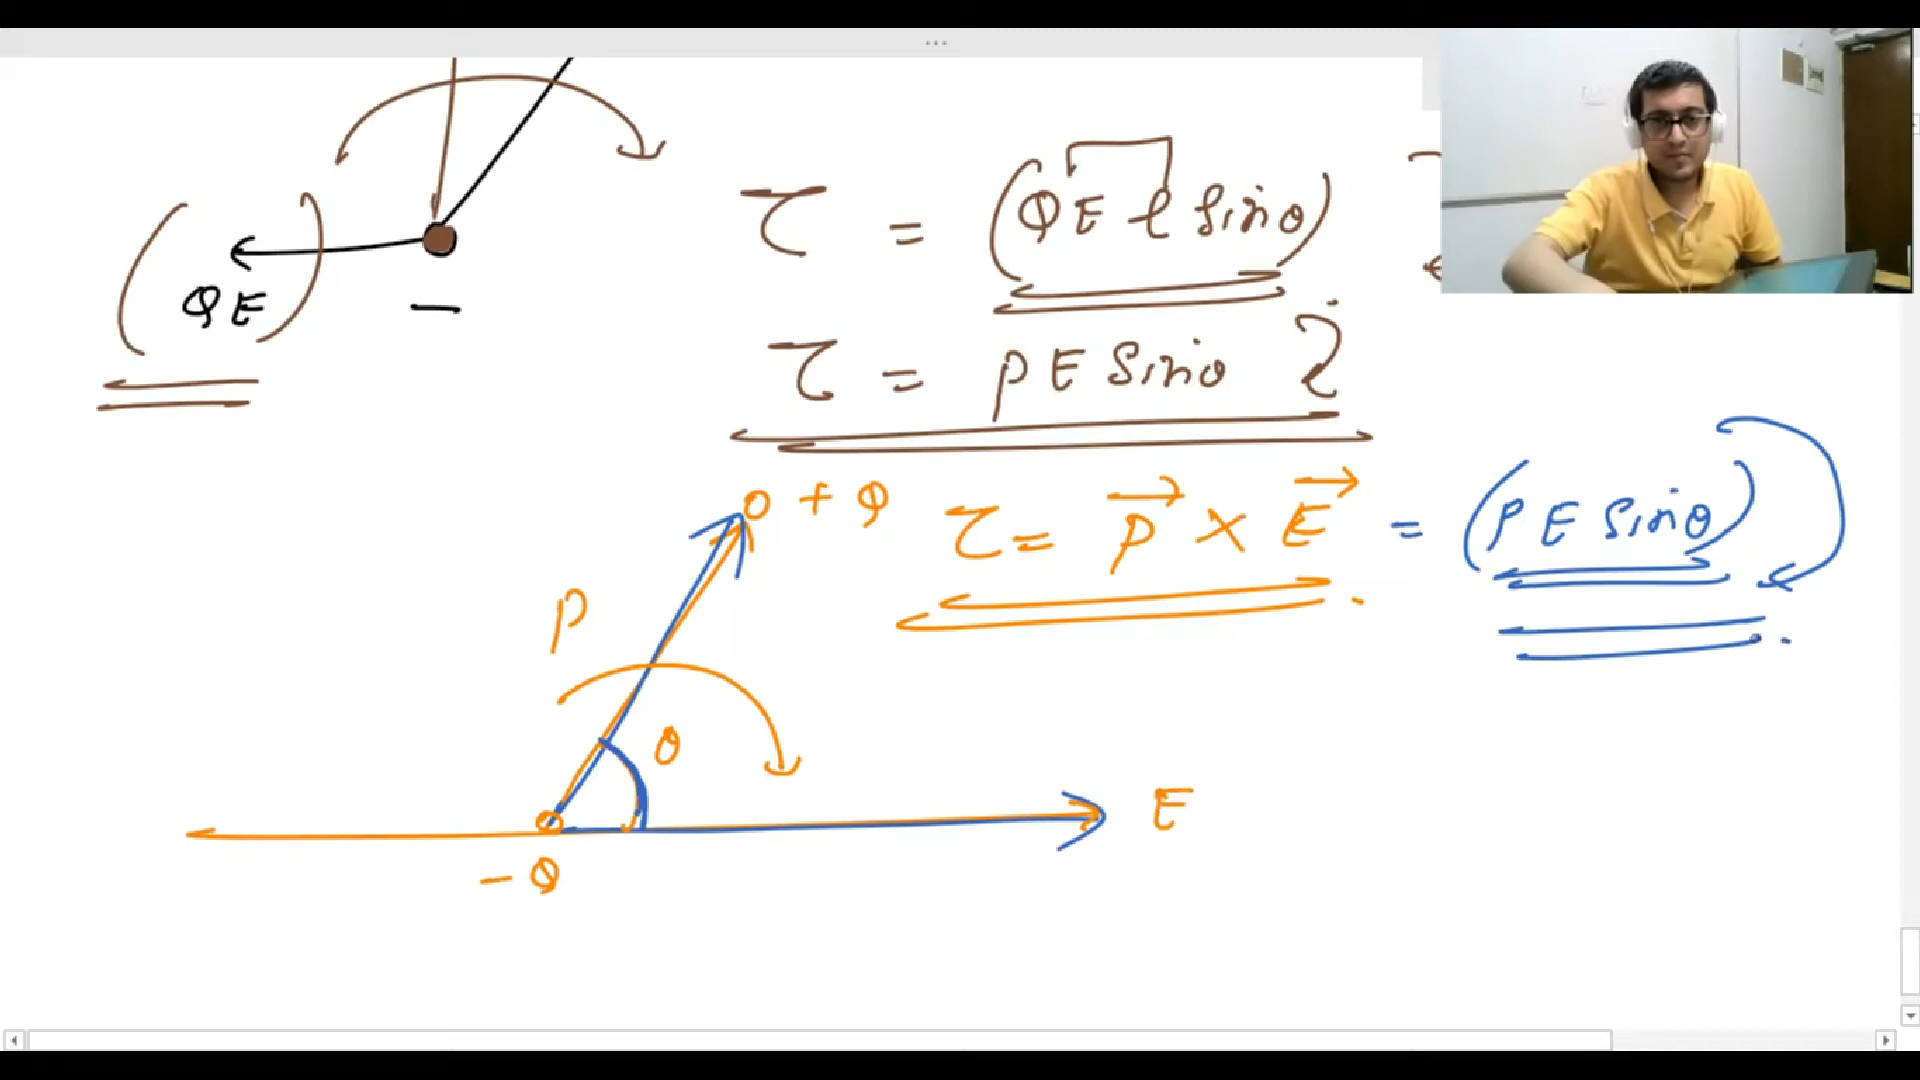 τ = (QE l sinθ)
QE
−
τ = PE sinθ
+Q
τ = P⃗ × E⃗ = (PE sinθ)
P
θ
E
−Q